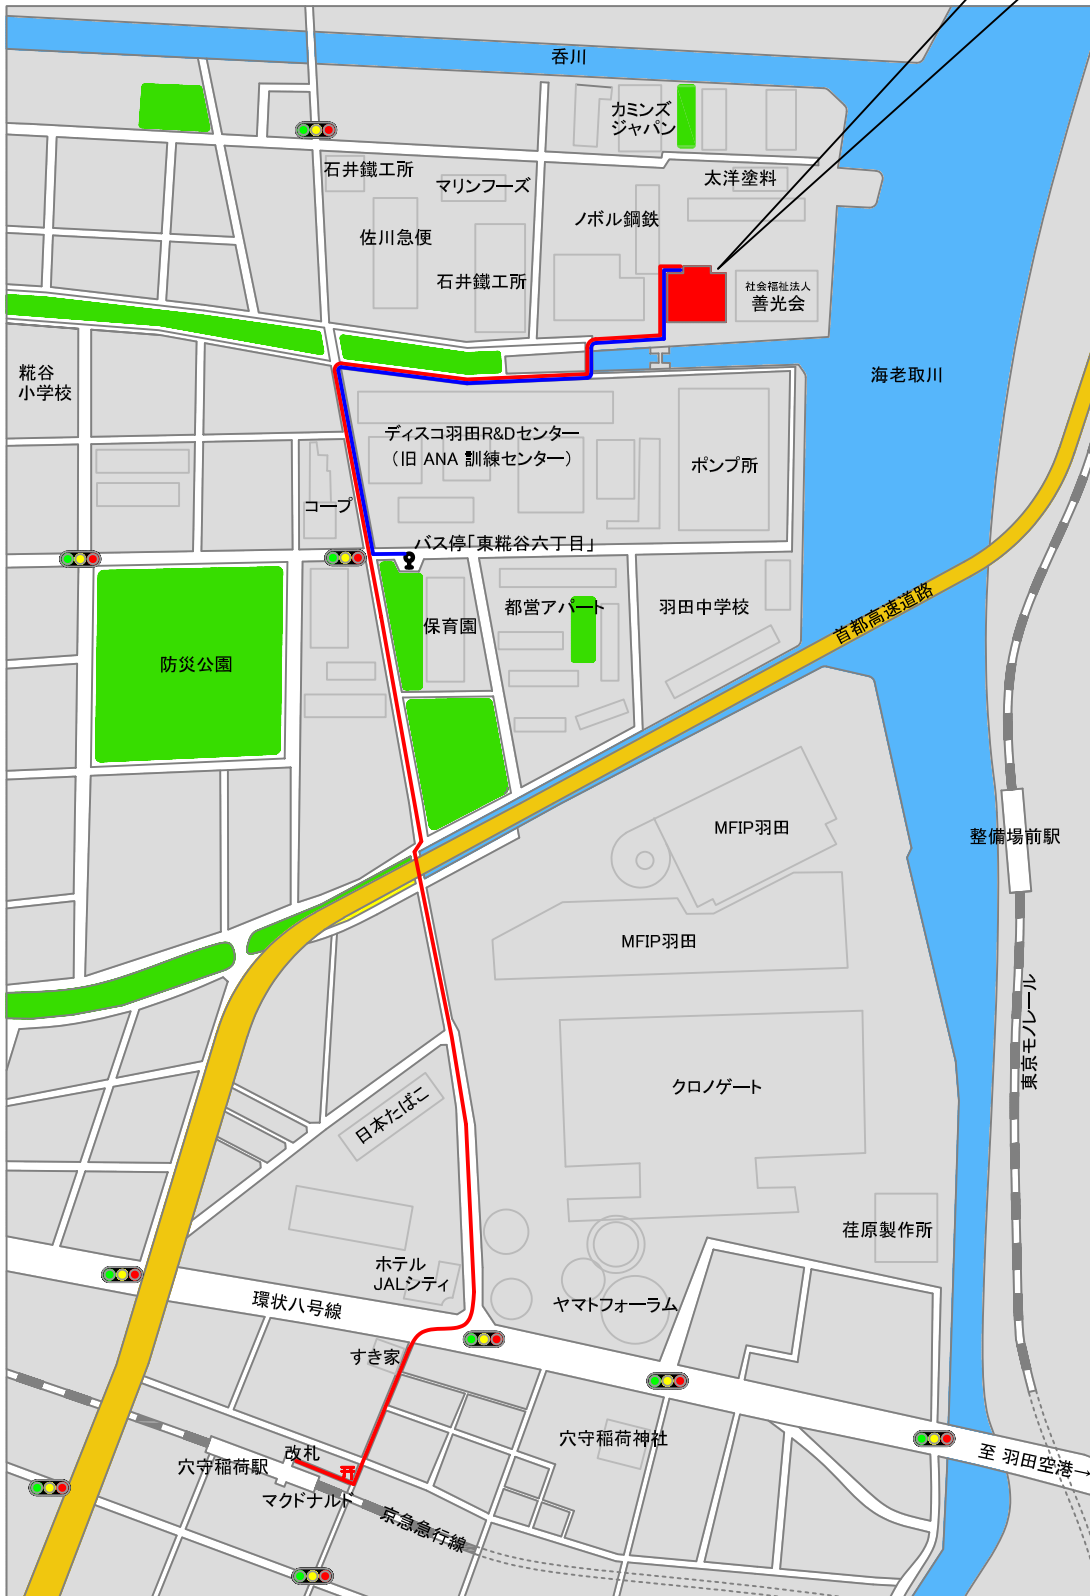 呑川
カミンズ
ジャパン
石井鐵工所
マリンフーズ
太洋塗料
ノボル鋼鉄
佐川急便
石井鐵工所
社会福祉法人
善光会
糀谷
小学校
海老取川
ディスコ羽田R&Dセンター
（旧 ANA 訓練センター）
ポンプ所
コープ
バス停「東糀谷六丁目」
都営アパート
羽田中学校
首都高速道路
保育園
防災公園
MFIP羽田
整備場前駅
MFIP羽田
東京モノレール
クロノゲート
日本たばこ
荏原製作所
ホテル
JALシティ
環状八号線
ヤマトフォーラム
すき家
穴守稲荷神社
至 羽田空港→
改札
穴守稲荷駅
マクドナルド
京急急行線